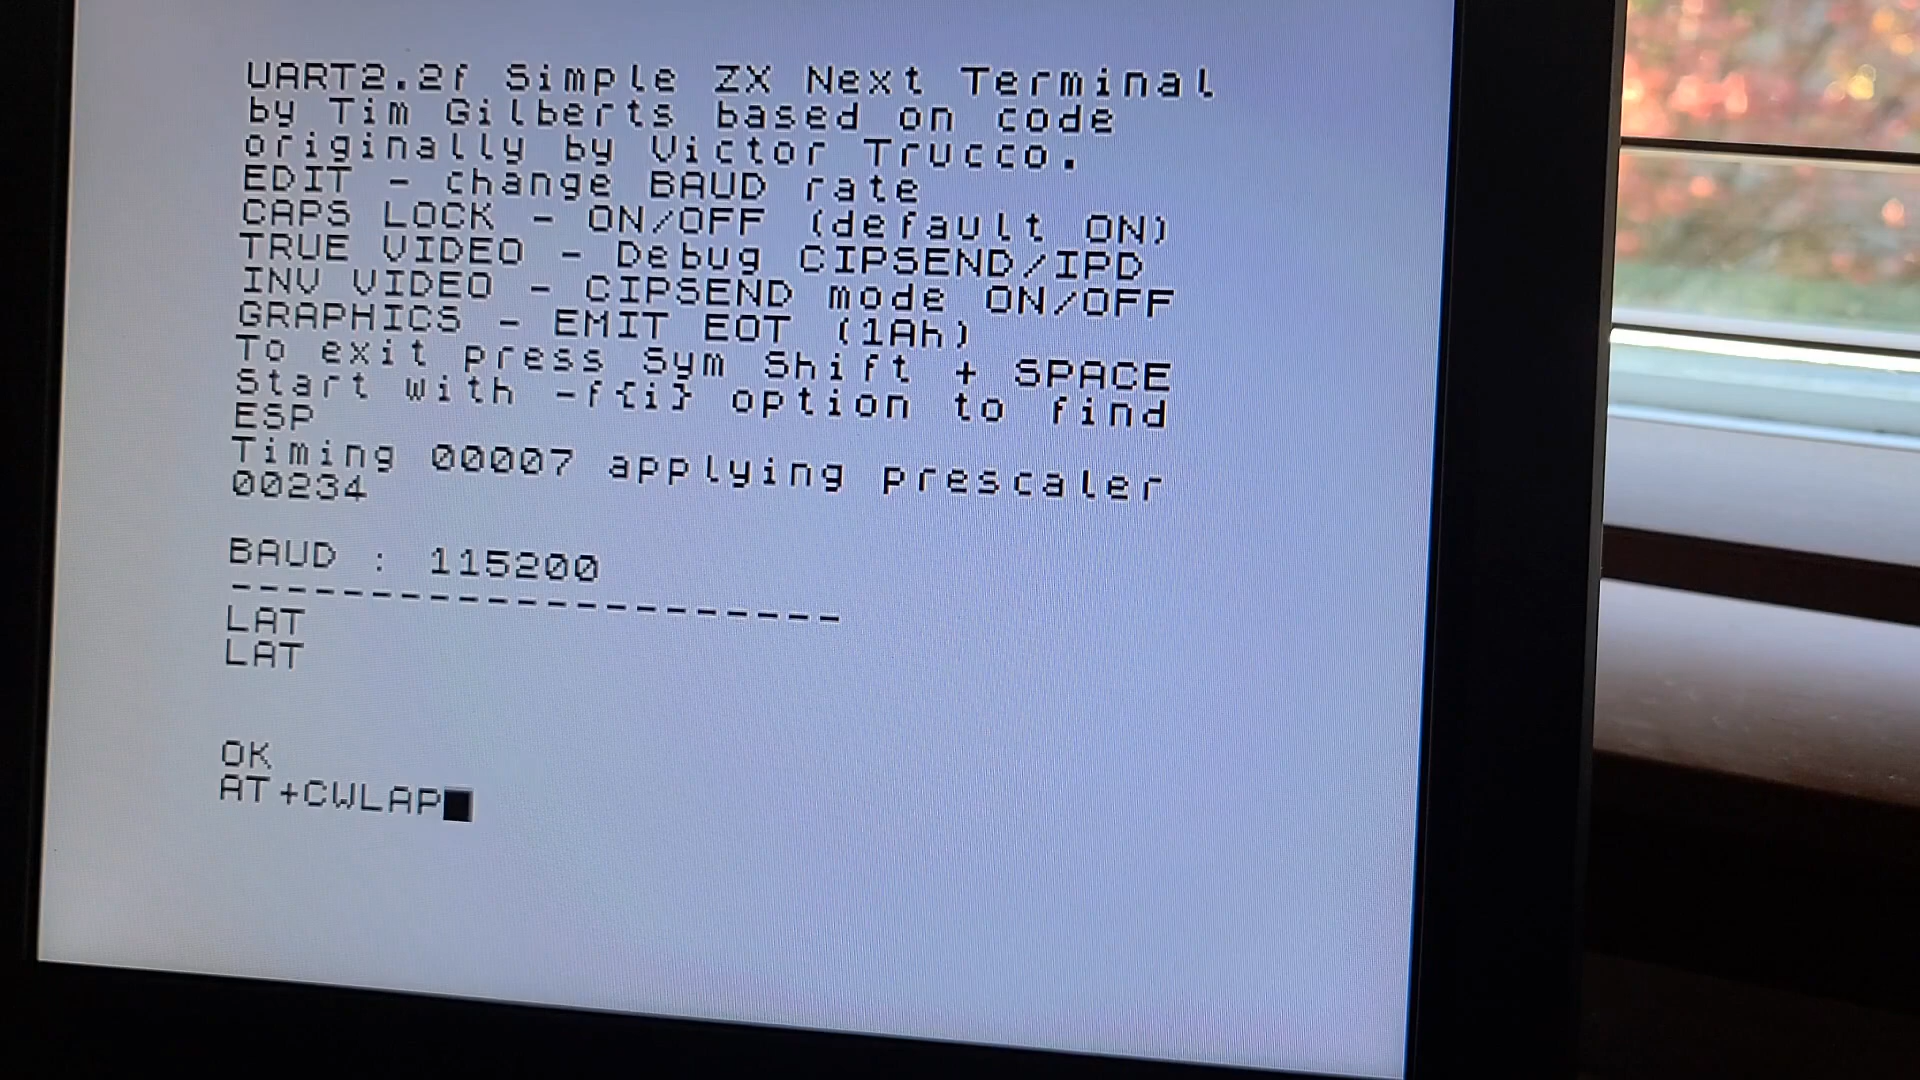 UART2.2f Simple ZX Next Terminal
by Tim Gilberts based on code
originally by Victor Trucco.
EDIT - change BAUD rate
CAPS LOCK - ON/OFF (default ON)
TRUE VIDEO - Debug CIPSEND/IPD
INV VIDEO - CIPSEND mode ON/OFF
GRAPHICS - EMIT EOT (1Ah)
To exit press Sym Shift + SPACE
Start with -f{i} option to find
ESP
Timing 00007 applying prescaler
00234
BAUD : 115200
---------------------
LAT
LAT
OK
AT+CWLAP